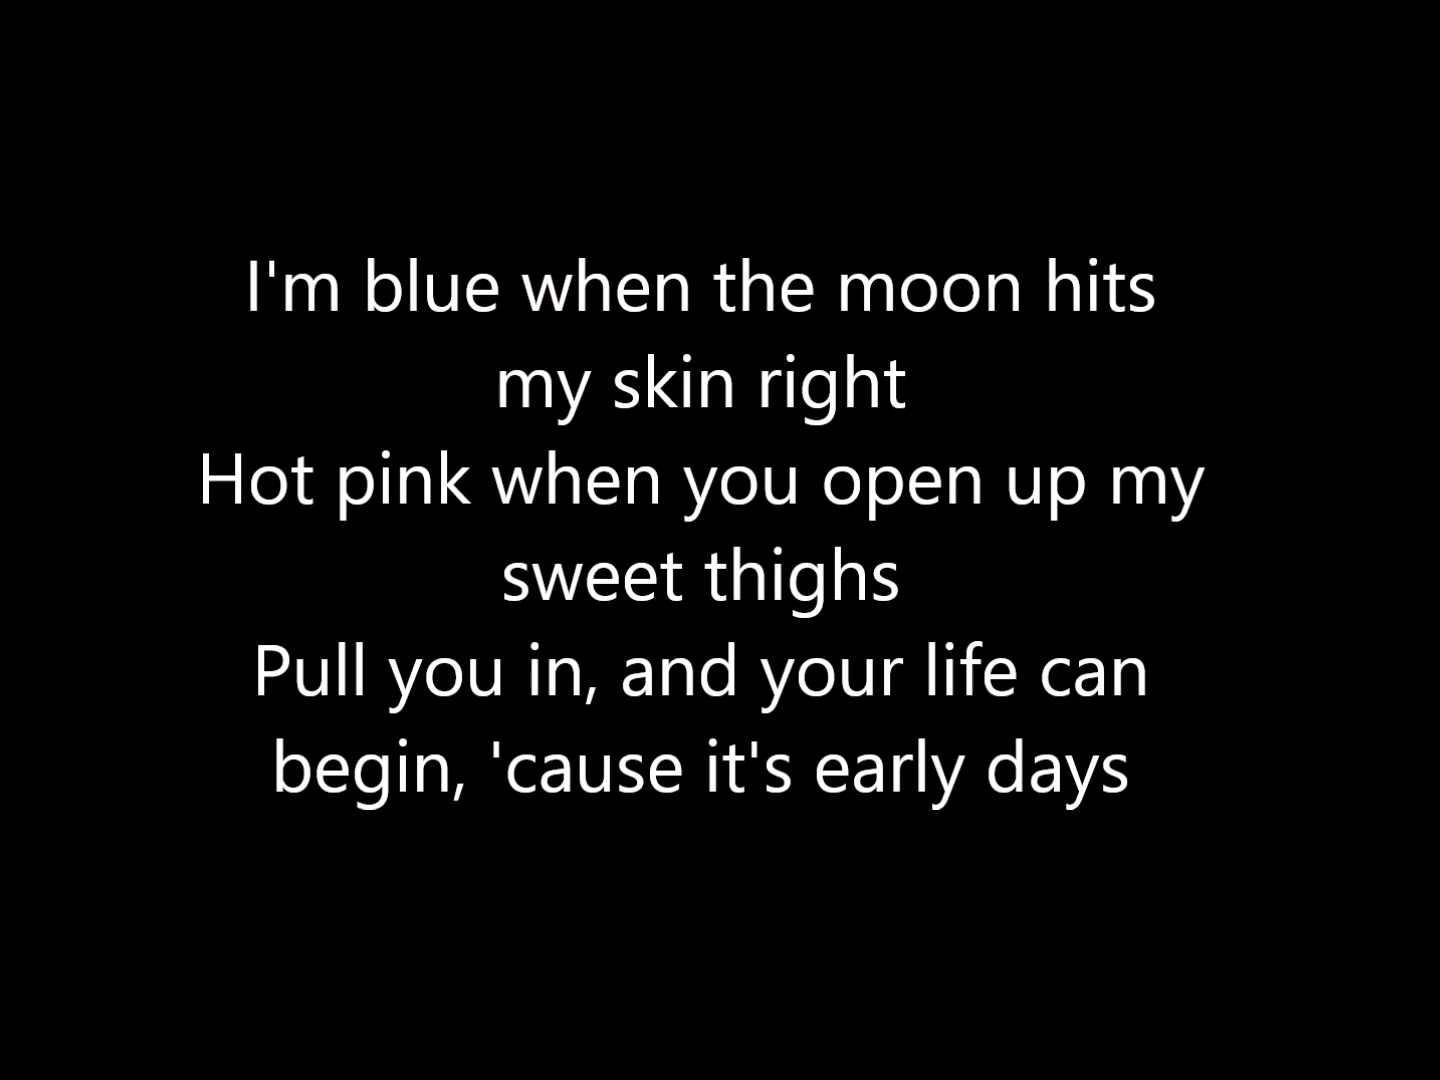 I'm blue when the moon hits
my skin right
Hot pink when you open up my
sweet thighs
Pull you in, and your life can
begin, 'cause it's early days